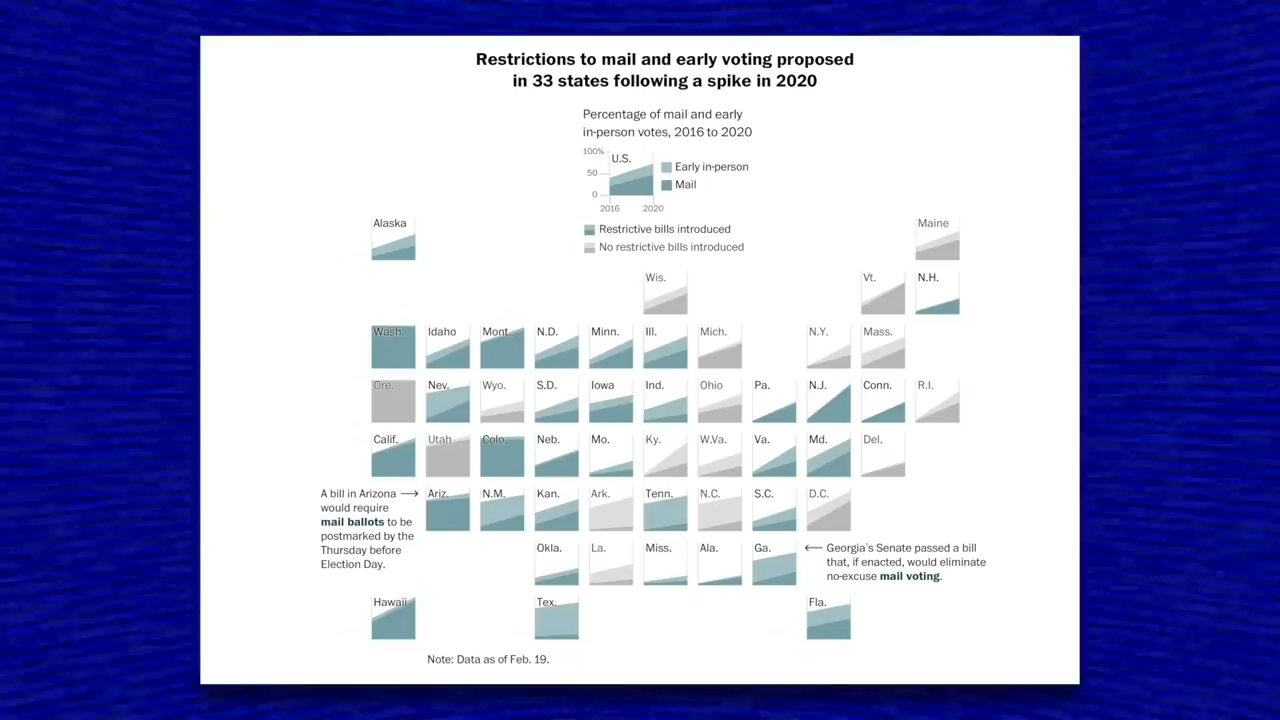 Restrictions to mail and early voting proposed
in 33 states following a spike in 2020
Percentage of mail and early
in-person votes, 2016 to 2020
100%
U.S.
50
0
2016 2020
Early in-person
Mail
Restrictive bills introduced
No restrictive bills introduced
Alaska Maine
Wis. Vt. N.H.
Wash. Idaho Mont. N.D. Minn. Ill. Mich. N.Y. Mass.
Ore. Nev. Wyo. S.D. Iowa Ind. Ohio Pa. N.J. Conn. R.I.
Calif. Utah Colo. Neb. Mo. Ky. W.Va. Va. Md. Del.
A bill in Arizona →
would require
mail ballots to be
postmarked by the
Thursday before
Election Day.
Ariz. N.M. Kan. Ark. Tenn. N.C. S.C. D.C.
Okla. La. Miss. Ala. Ga.
← Georgia's Senate passed a bill
that, if enacted, would eliminate
no-excuse mail voting.
Hawaii Tex. Fla.
Note: Data as of Feb. 19.